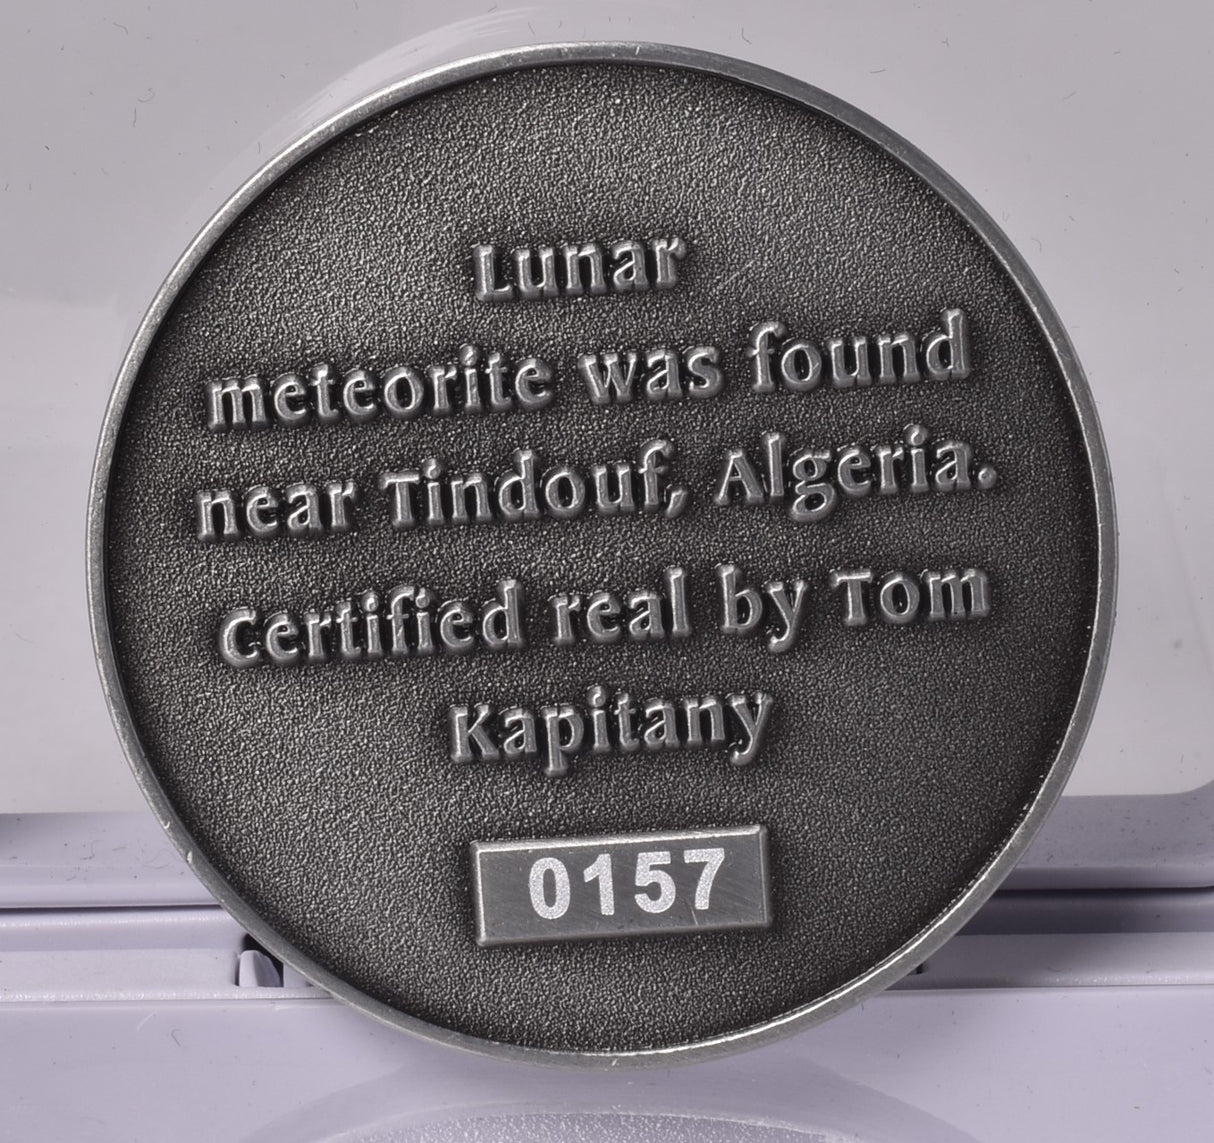 Lunar
meteorite was found
near Tindouf, Algeria.
Certified real by Tom
Kapitany
0157